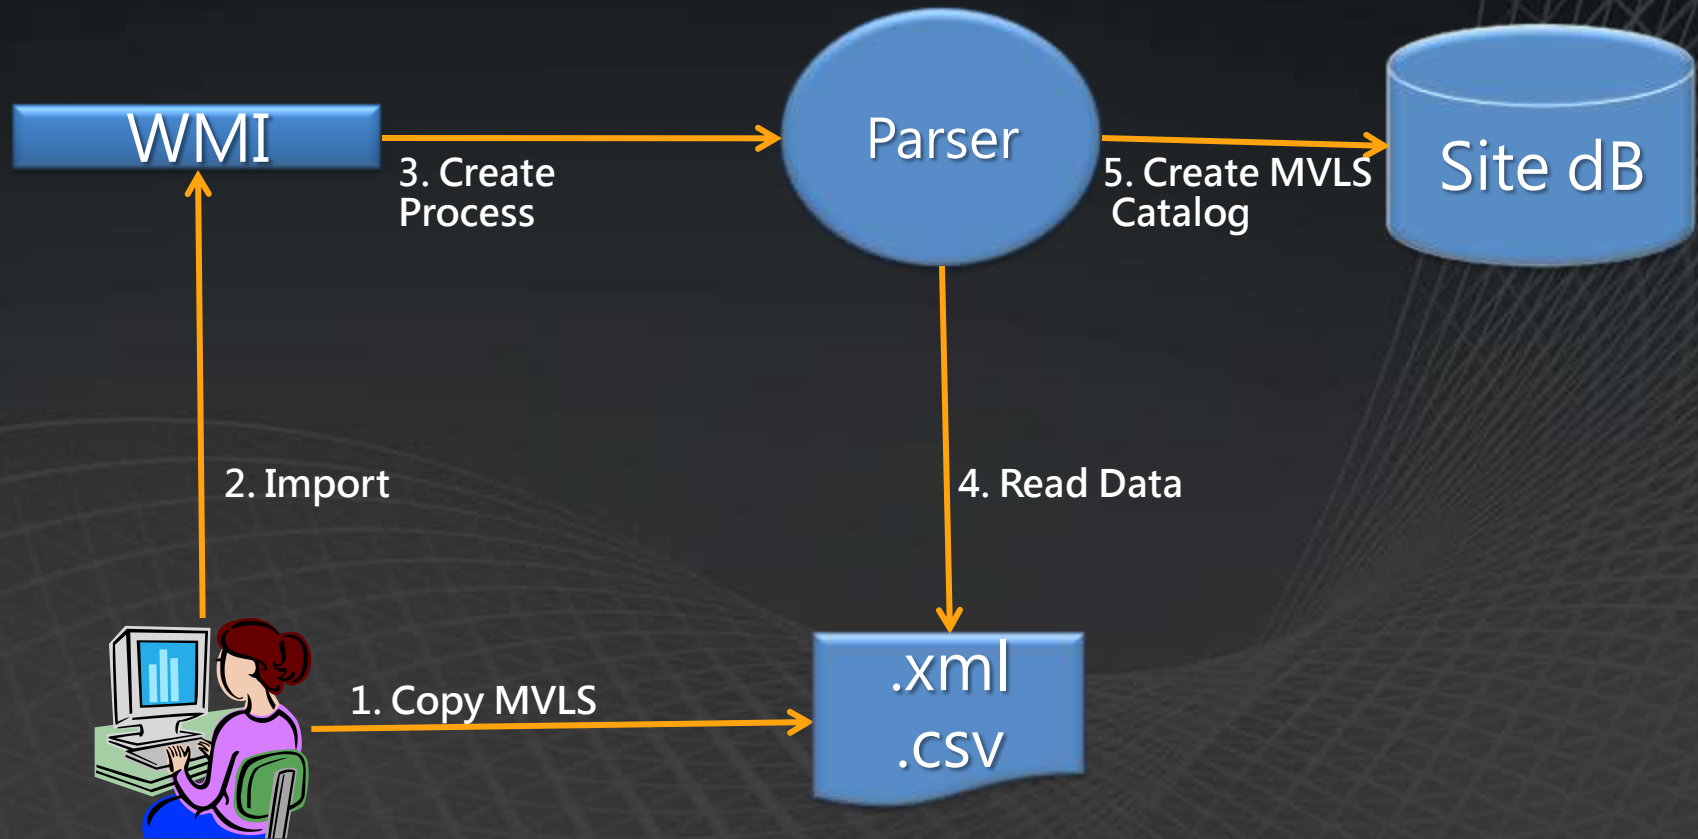 WMI
3. Create
Process
Parser
5. Create MVLS
Catalog
Site dB
2. Import
4. Read Data
1. Copy MVLS
.xml
.csv